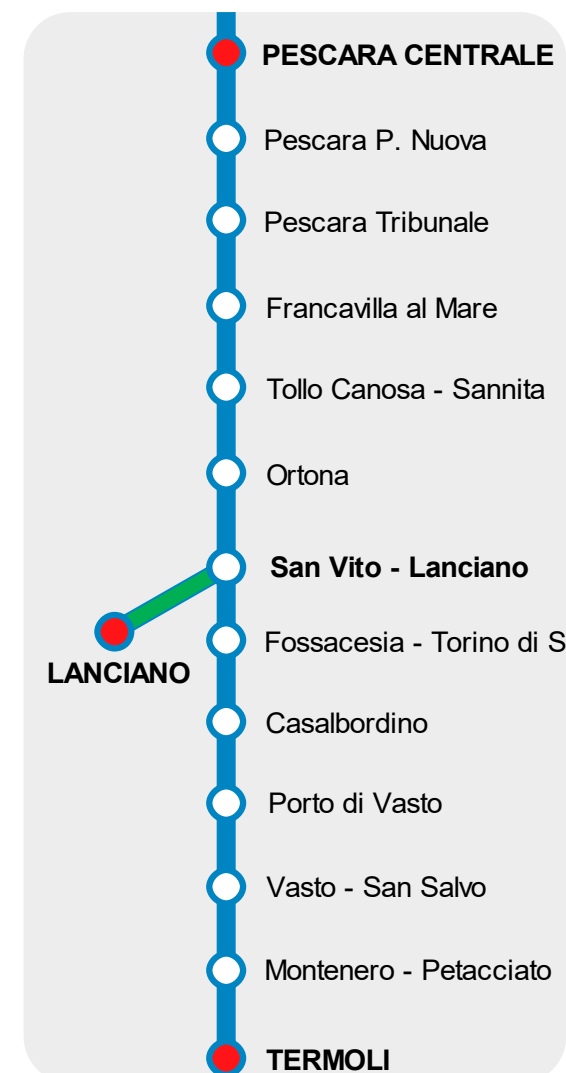 PESCARA CENTRALE
Pescara P. Nuova
Pescara Tribunale
Francavilla al Mare
Tollo Canosa - Sannita
Ortona
San Vito - Lanciano
Fossacesia - Torino di S
LANCIANO
Casalbordino
Porto di Vasto
Vasto - San Salvo
Montenero - Petacciato
TERMOLI